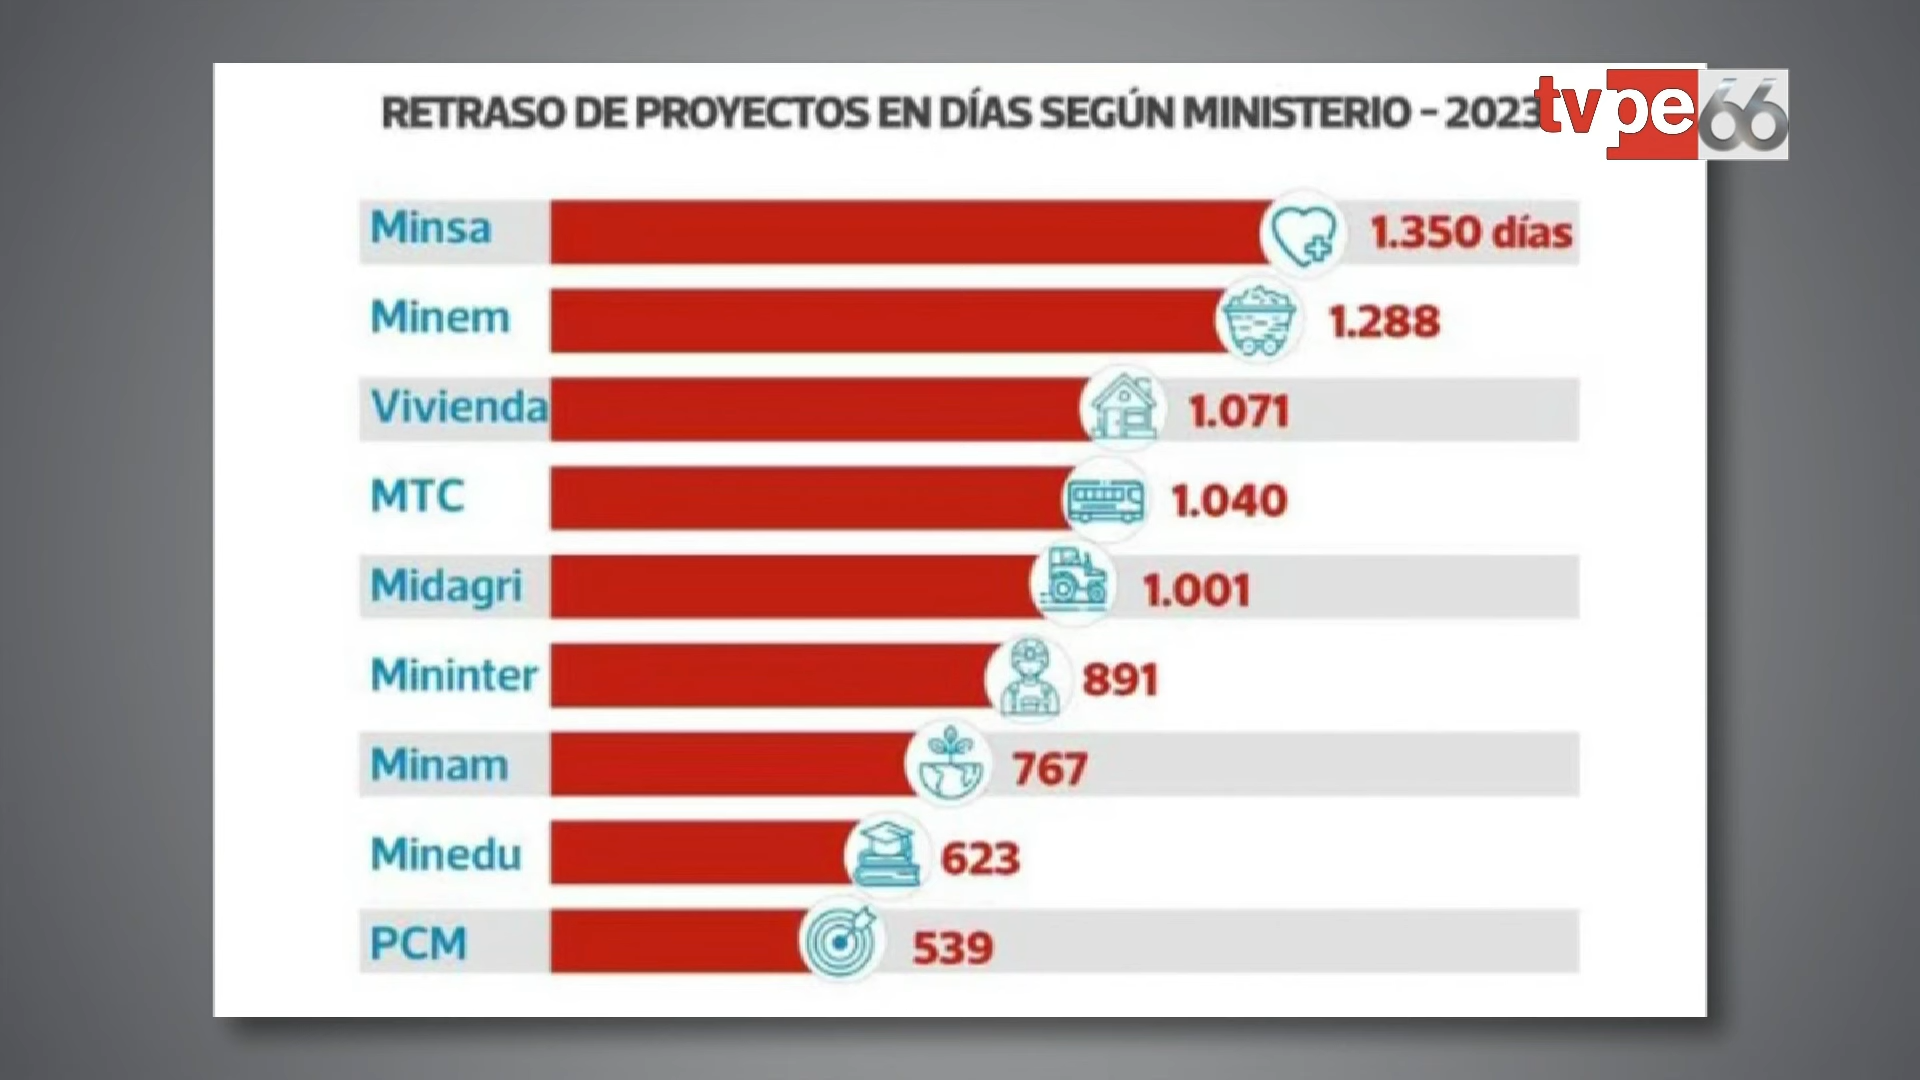 RETRASO DE PROYECTOS EN DÍAS SEGÚN MINISTERIO - 2023
tvpe 66
Minsa 1.350 días
Minem 1.288
Vivienda 1.071
MTC 1.040
Midagri 1.001
Mininter 891
Minam 767
Minedu 623
PCM 539